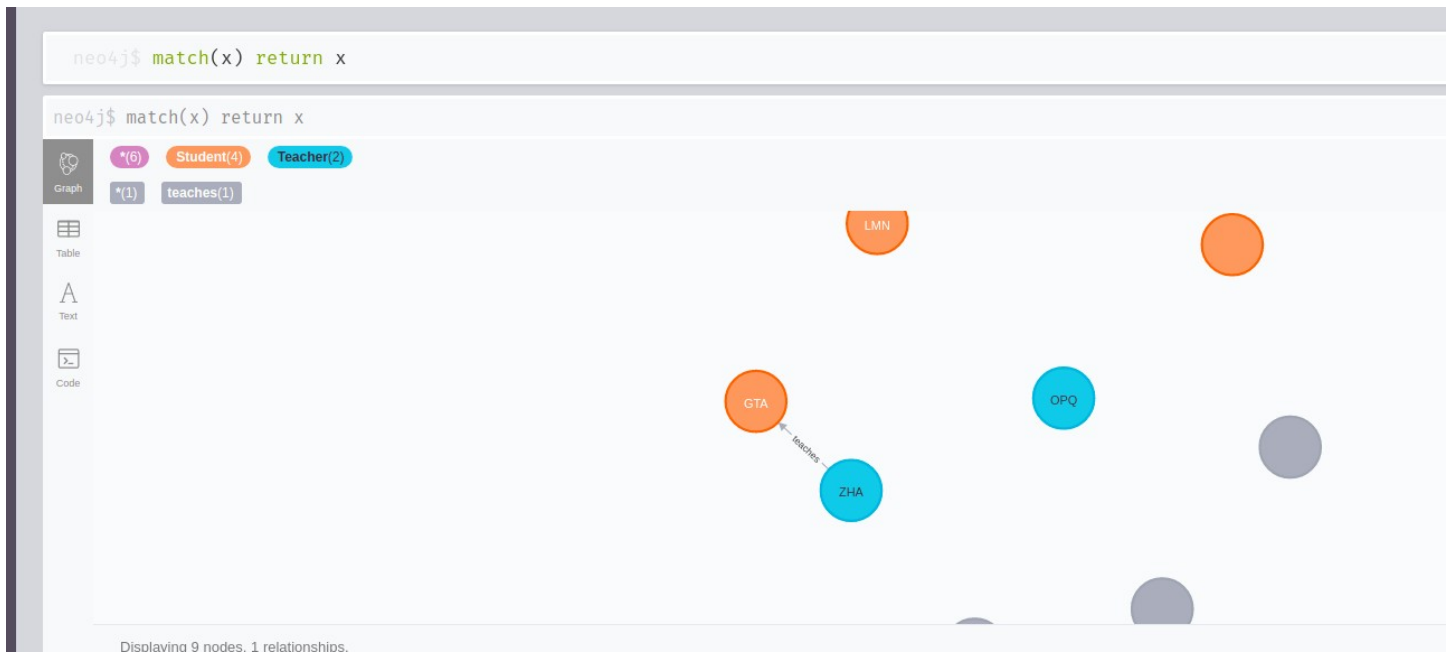 neo4j$ match(x) return x
neo4j$ match(x) return x
*(6) Student(4) Teacher(2)
Graph
*(1) teaches(1)
LMN
Table
Text
GTA
OPQ
Code
teaches
ZHA
Displaying 9 nodes, 1 relationships.